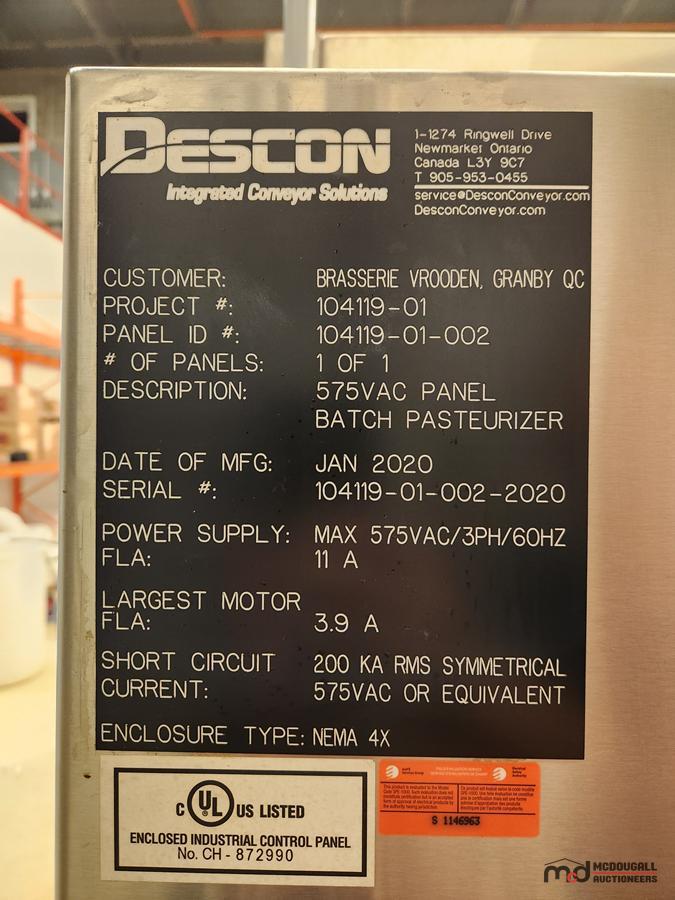 DESCON
Integrated Conveyor Solutions
1-1274 Ringwell Drive
Newmarket Ontario
Canada L3Y 9C7
T 905-953-0455
service@DesconConveyor.com
DesconConveyor.com
CUSTOMER: BRASSERIE VROODEN, GRANBY QC
PROJECT #: 104119-01
PANEL ID #: 104119-01-002
# OF PANELS: 1 OF 1
DESCRIPTION: 575VAC PANEL
BATCH PASTEURIZER
DATE OF MFG: JAN 2020
SERIAL #: 104119-01-002-2020
POWER SUPPLY: MAX 575VAC/3PH/60HZ
FLA: 11 A
LARGEST MOTOR
FLA: 3.9 A
SHORT CIRCUIT 200 KA RMS SYMMETRICAL
CURRENT: 575VAC OR EQUIVALENT
ENCLOSURE TYPE: NEMA 4X
C UL US LISTED
ENCLOSED INDUSTRIAL CONTROL PANEL
No. CH - 872990
S 1146963
mcd MCDOUGALL
AUCTIONEERS